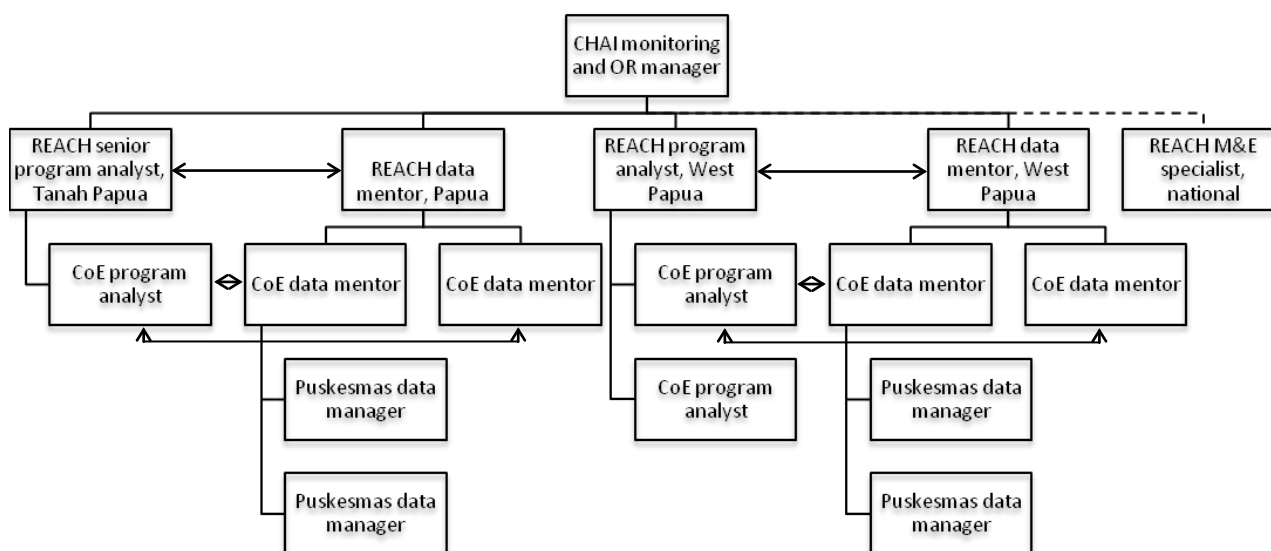 CHAI monitoring
and OR manager
REACH senior
program analyst,
Tanah Papua
REACH data
mentor, Papua
REACH program
analyst, West
Papua
REACH data
mentor, West
Papua
REACH M&E
specialist,
national
CoE program
analyst
CoE data mentor
CoE data mentor
CoE program
analyst
CoE data mentor
CoE data mentor
Puskesmas data
manager
CoE program
analyst
Puskesmas data
manager
Puskesmas data
manager
Puskesmas data
manager